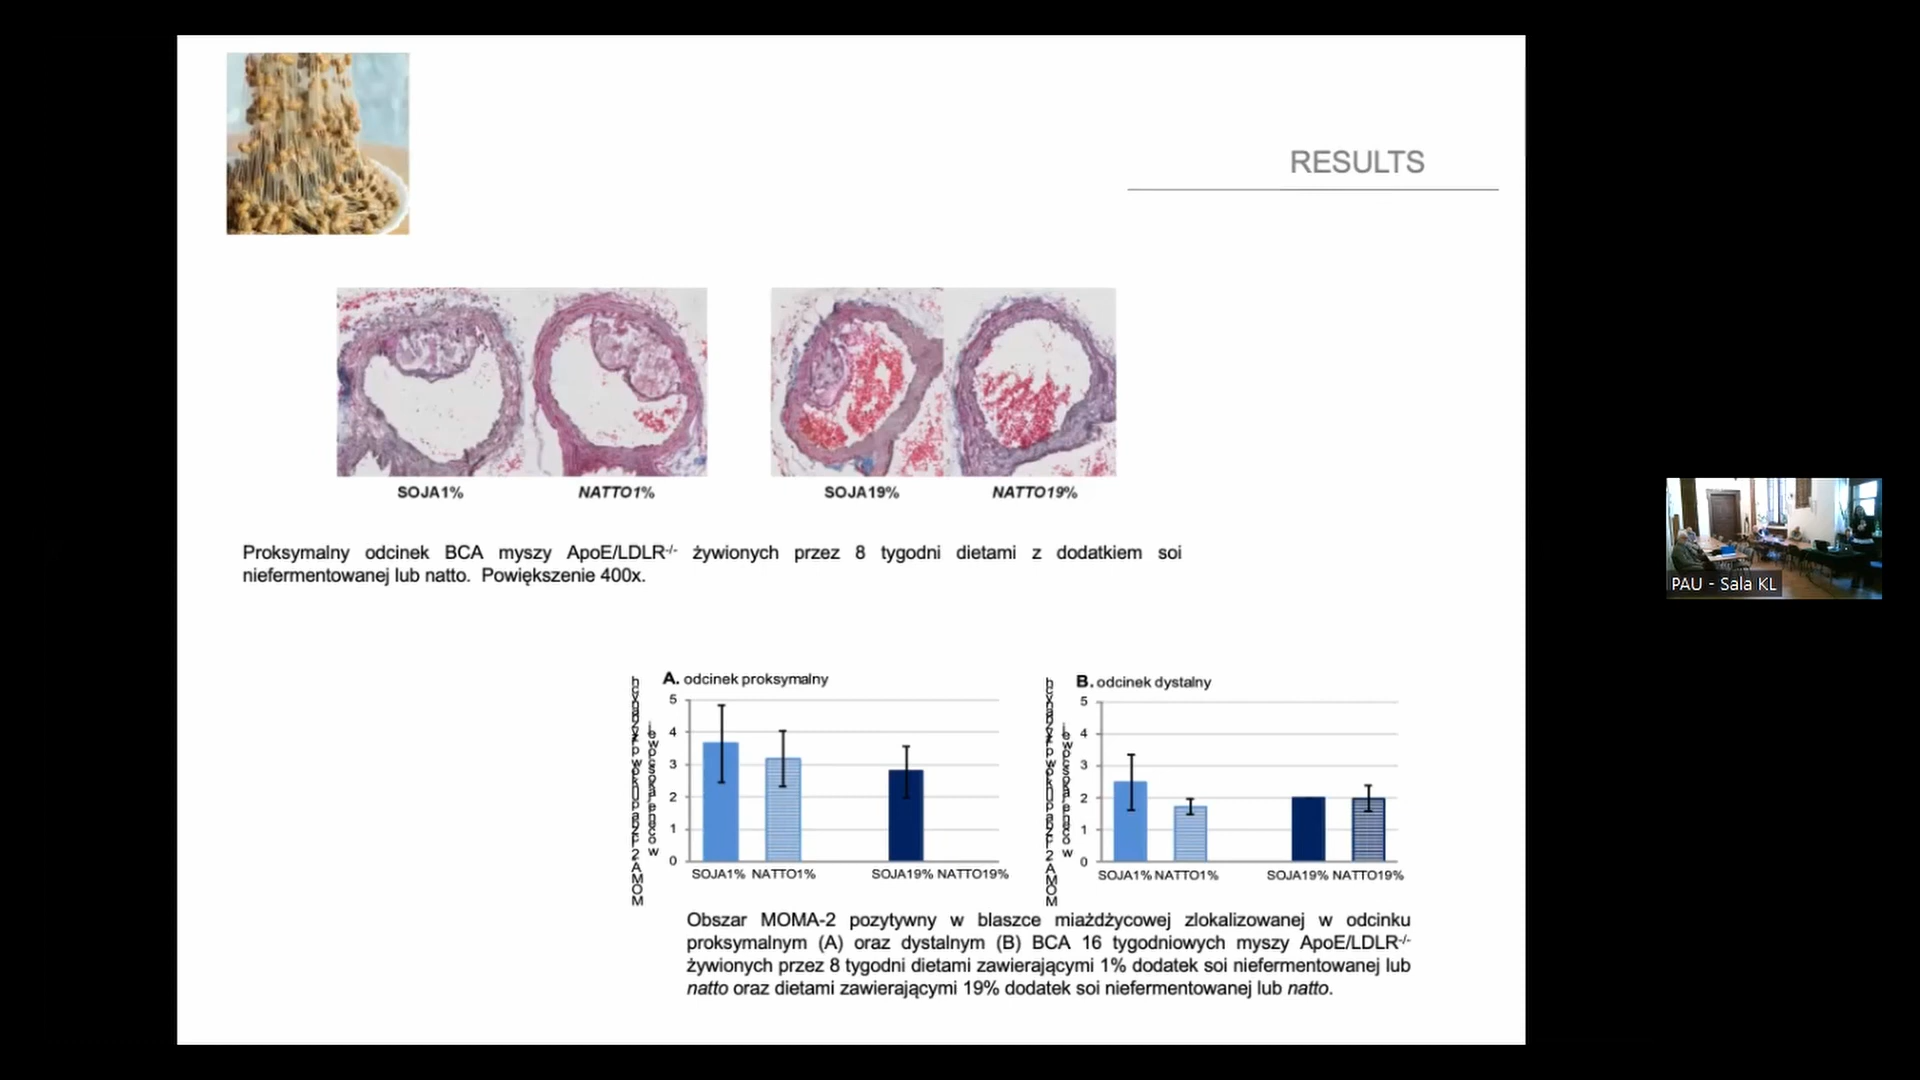 RESULTS
SOJA1%
NATTO1%
SOJA19%
NATTO19%
Proksymalny odcinek BCA myszy ApoE/LDLR-/- żywionych przez 8 tygodni dietami z dodatkiem soi
niefermentowanej lub natto. Powiększenie 400x.
A. odcinek proksymalny
5
4
3
2
1
0
SOJA1% NATTO1% SOJA19% NATTO19%
B. odcinek dystalny
5
4
3
2
1
0
SOJA1% NATTO1% SOJA19% NATTO19%
Obszar MOMA-2 pozytywny w blaszce miażdżycowej zlokalizowanej w odcinku
proksymalnym (A) oraz dystalnym (B) BCA 16 tygodniowych myszy ApoE/LDLR-/-
żywionych przez 8 tygodni dietami zawierającymi 1% dodatek soi niefermentowanej lub
natto oraz dietami zawierającymi 19% dodatek soi niefermentowanej lub natto.
PAU - Sala KL